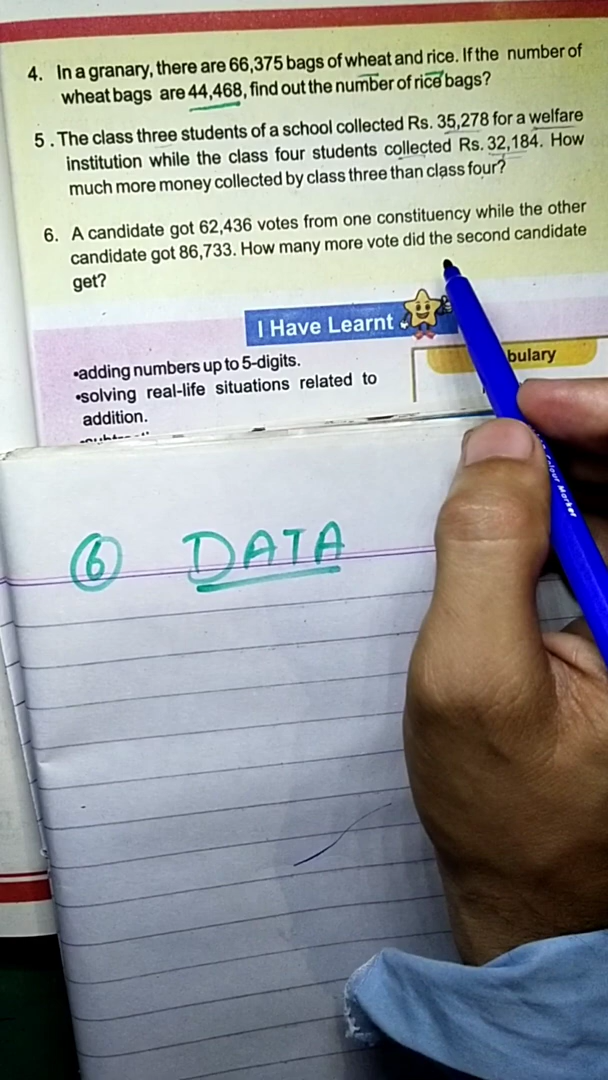 4. In a granary, there are 66,375 bags of wheat and rice. If the number of
wheat bags are 44,468, find out the number of rice bags?
5. The class three students of a school collected Rs. 35,278 for a welfare
institution while the class four students collected Rs. 32,184. How
much more money collected by class three than class four?
6. A candidate got 62,436 votes from one constituency while the other
candidate got 86,733. How many more vote did the second candidate
get?
I Have Learnt
•adding numbers up to 5-digits.
•solving real-life situations related to
addition.
bulary
6 DATA